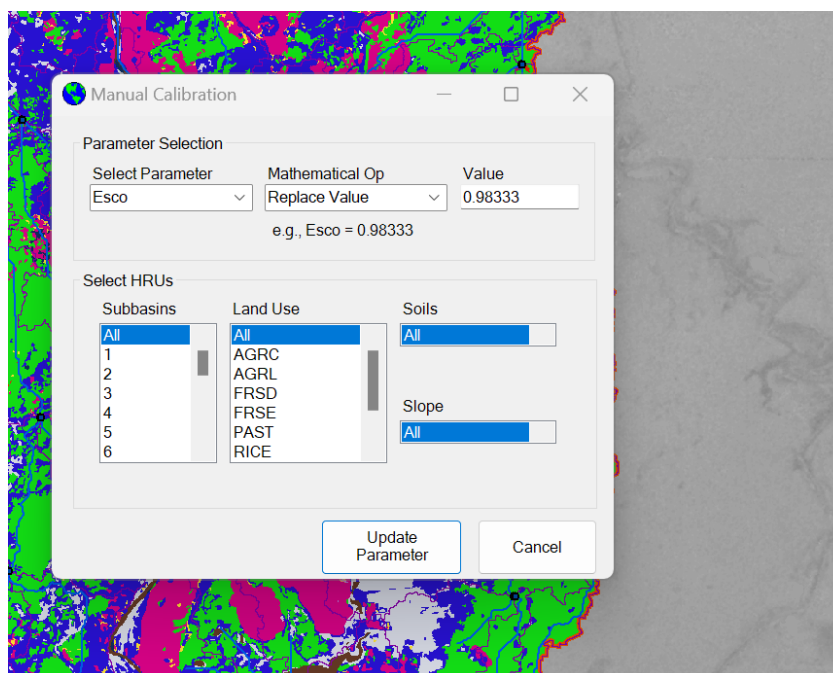 Manual Calibration
Parameter Selection
Select Parameter
Mathematical Op
Value
Esco
Replace Value
0.98333
e.g., Esco = 0.98333
Select HRUs
Subbasins
All
1
2
3
4
5
6
Land Use
All
AGRC
AGRL
FRSD
FRSE
PAST
RICE
Soils
All
Slope
All
Update
Parameter
Cancel